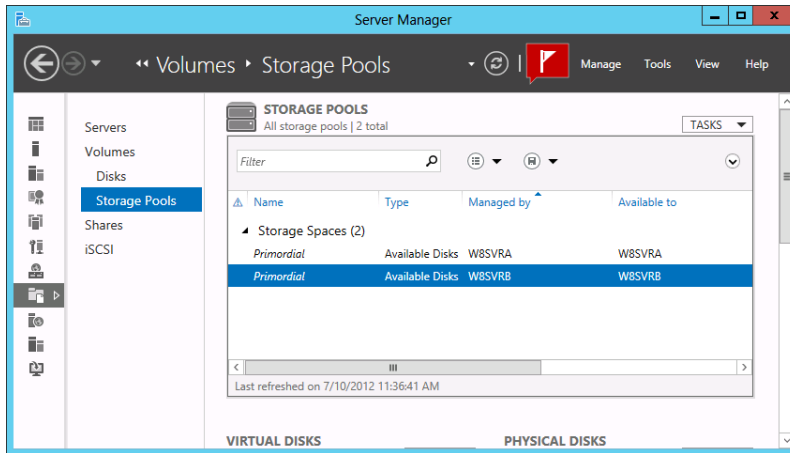 Server Manager
Volumes Storage Pools
Manage Tools View Help
Servers
Volumes
Disks
Storage Pools
Shares
iSCSI
STORAGE POOLS
All storage pools | 2 total
TASKS
Filter
Name Type Managed by Available to
Storage Spaces (2)
Primordial Available Disks W8SVRA W8SVRA
Primordial Available Disks W8SVRB W8SVRB
Last refreshed on 7/10/2012 11:36:41 AM
VIRTUAL DISKS PHYSICAL DISKS